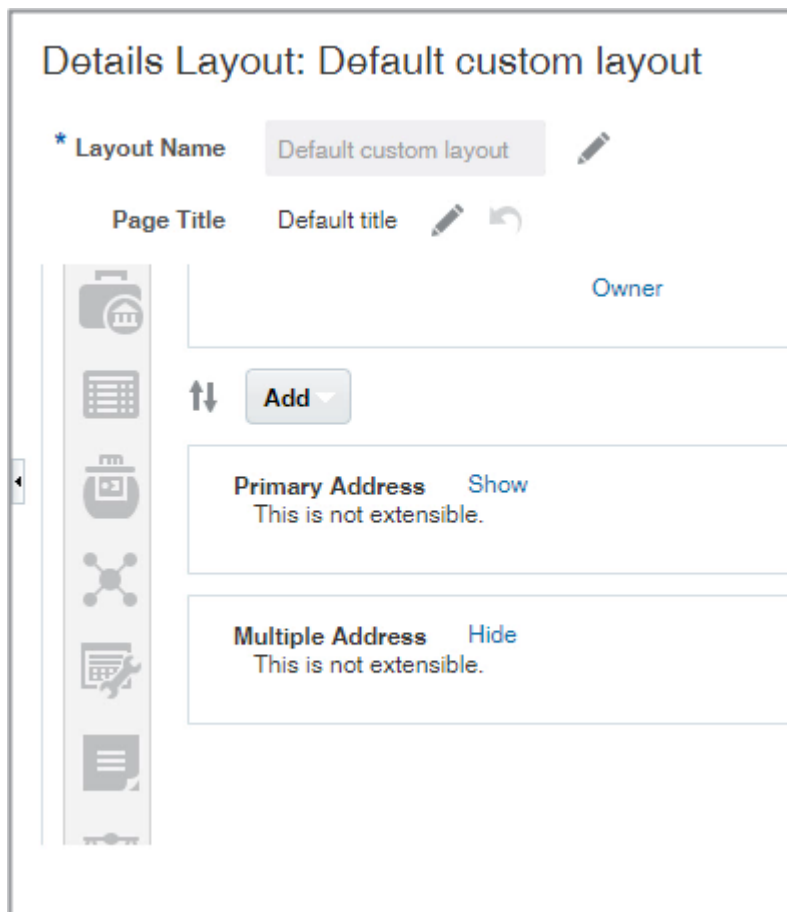 Details Layout: Default custom layout
* Layout Name Default custom layout
Page Title Default title
Owner
Add
Primary Address Show
This is not extensible.
Multiple Address Hide
This is not extensible.